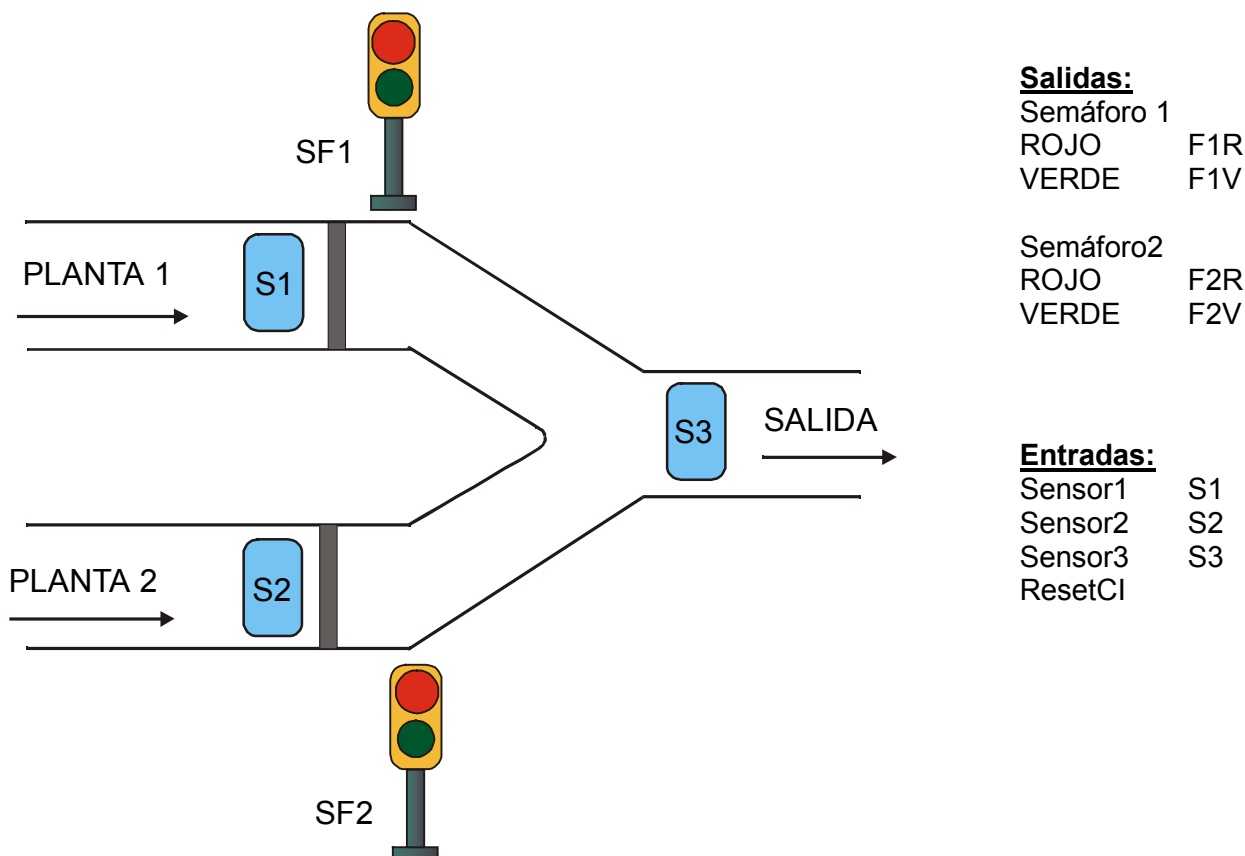 SF1
PLANTA 1
S1
S3
SALIDA
PLANTA 2
S2
SF2
Salidas:
Semáforo 1
ROJO F1R
VERDE F1V
Semáforo2
ROJO F2R
VERDE F2V
Entradas:
Sensor1 S1
Sensor2 S2
Sensor3 S3
ResetCI